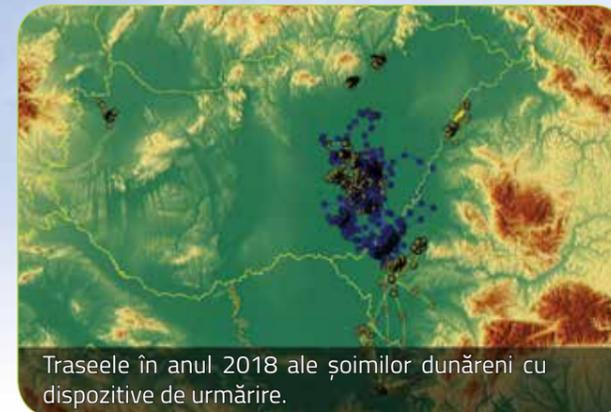 Traseele în anul 2018 ale șoimilor dunăreni cu
dispozitive de urmărire.